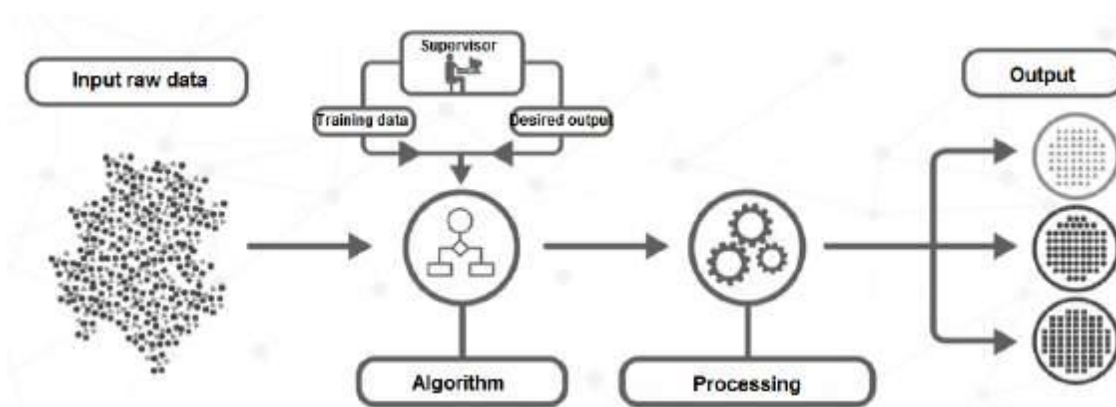 Input raw data
Supervisor
Training data
Desired output
Algorithm
Processing
Output